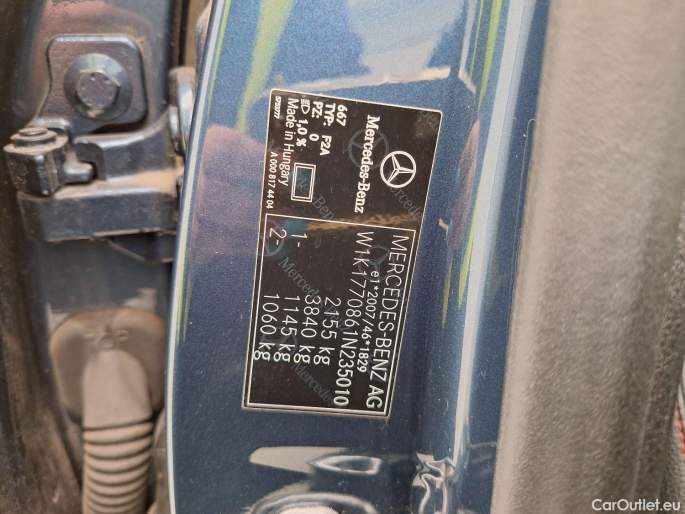 Mercedes-Benz
667
TYP: F2A
PZ: 0
1,0 %
Made in Hungary
A 000 817 44 04
MERCEDES-BENZ AG
e1*2007/46*1829
W1K1770861N235010
2155 kg
3840 kg
1- 1145 kg
2- 1060 kg
CarOutlet.eu